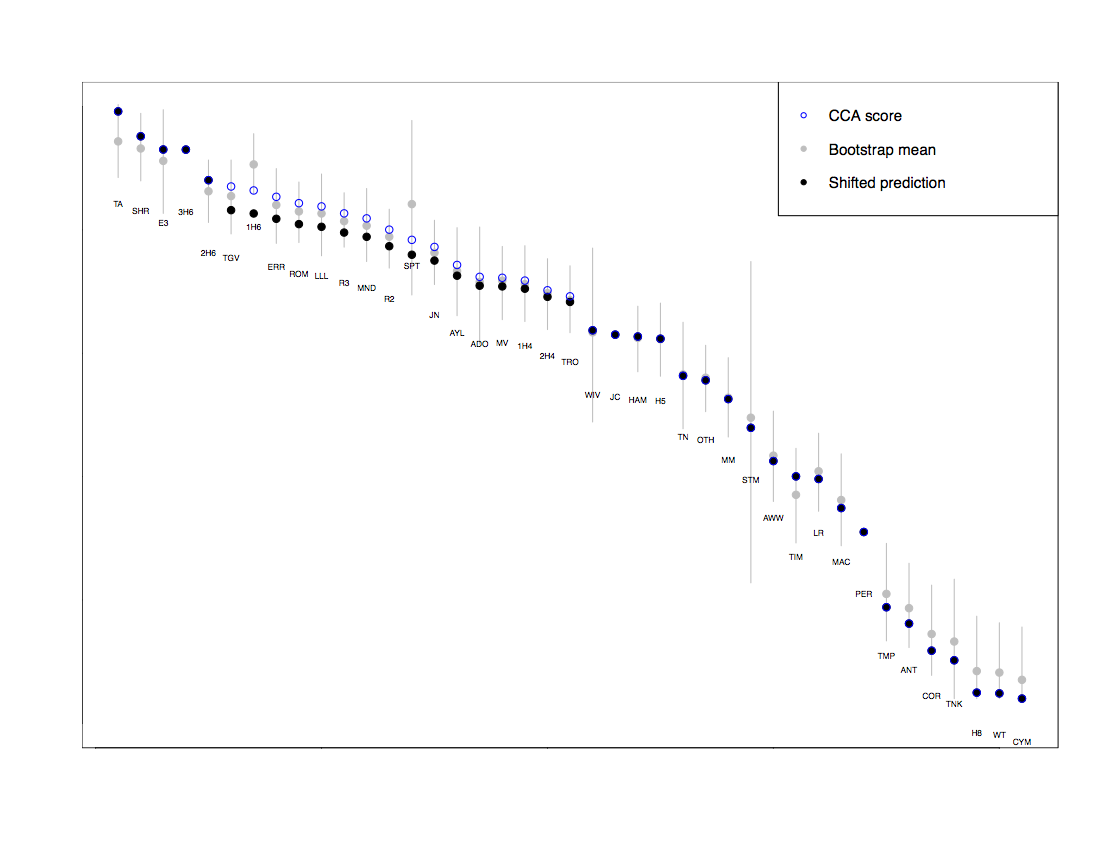 CCA score
Bootstrap mean
Shifted prediction
TA
SHR
E3
3H6
2H6
TGV
1H6
ERR
ROM
LLL
R3
MND
R2
SPT
JN
AYL
ADO
MV
1H4
2H4
TRO
WIV
JC
HAM
H5
TN
OTH
MM
STM
AWW
TIM
LR
MAC
PER
TMP
ANT
COR
TNK
H8
WT
CYM